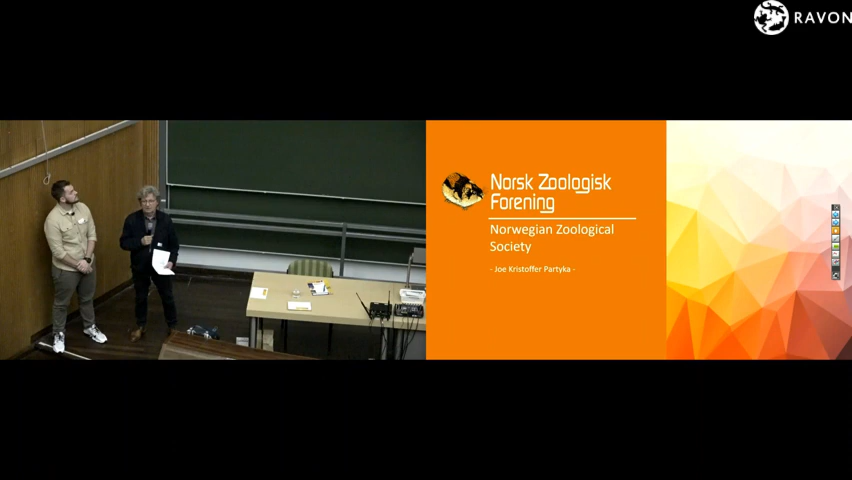 RAVON
Norsk Zoologisk
Forening
Norwegian Zoological
Society
- Joe Kristoffer Partyka -